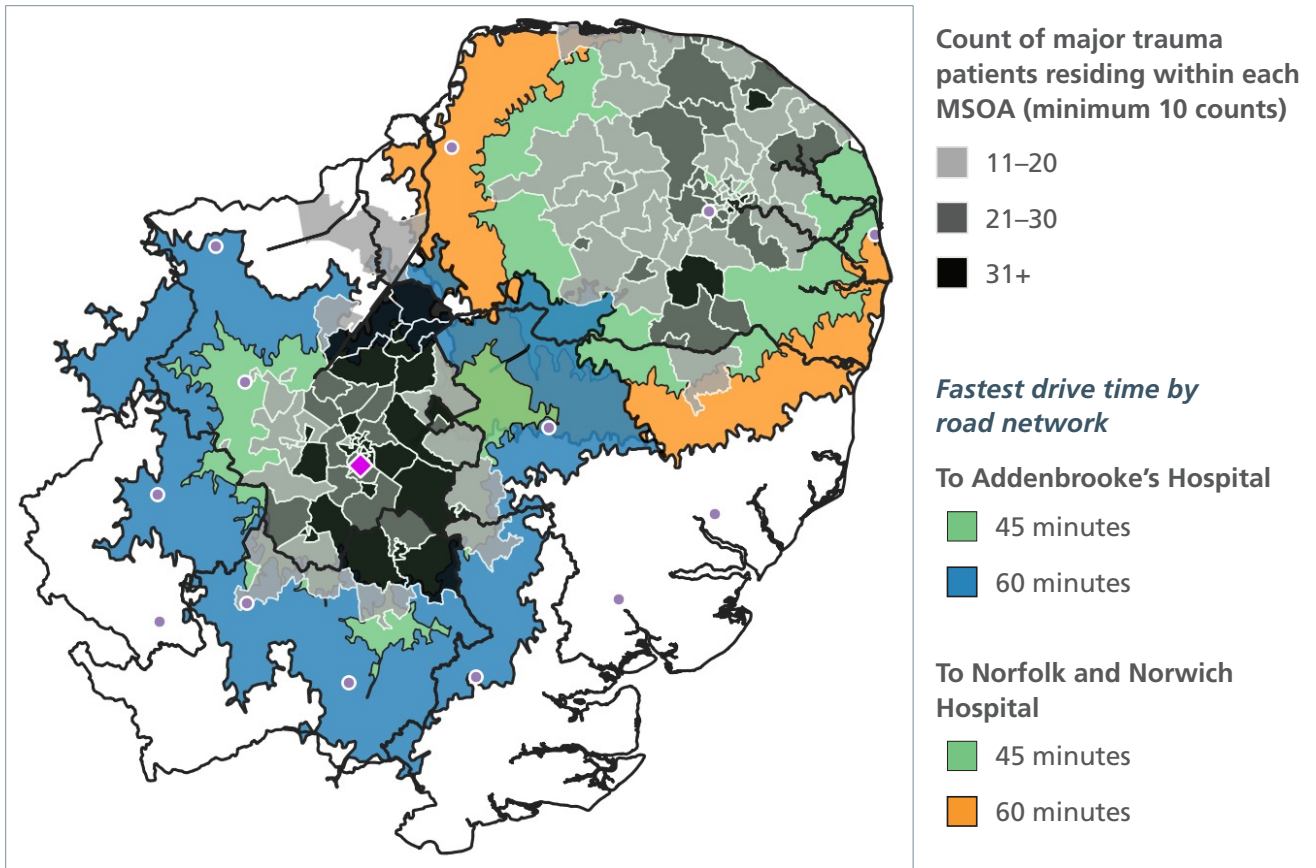 Count of major trauma
patients residing within each
MSOA (minimum 10 counts)
11–20
21–30
31+
Fastest drive time by
road network
To Addenbrooke’s Hospital
45 minutes
60 minutes
To Norfolk and Norwich
Hospital
45 minutes
60 minutes